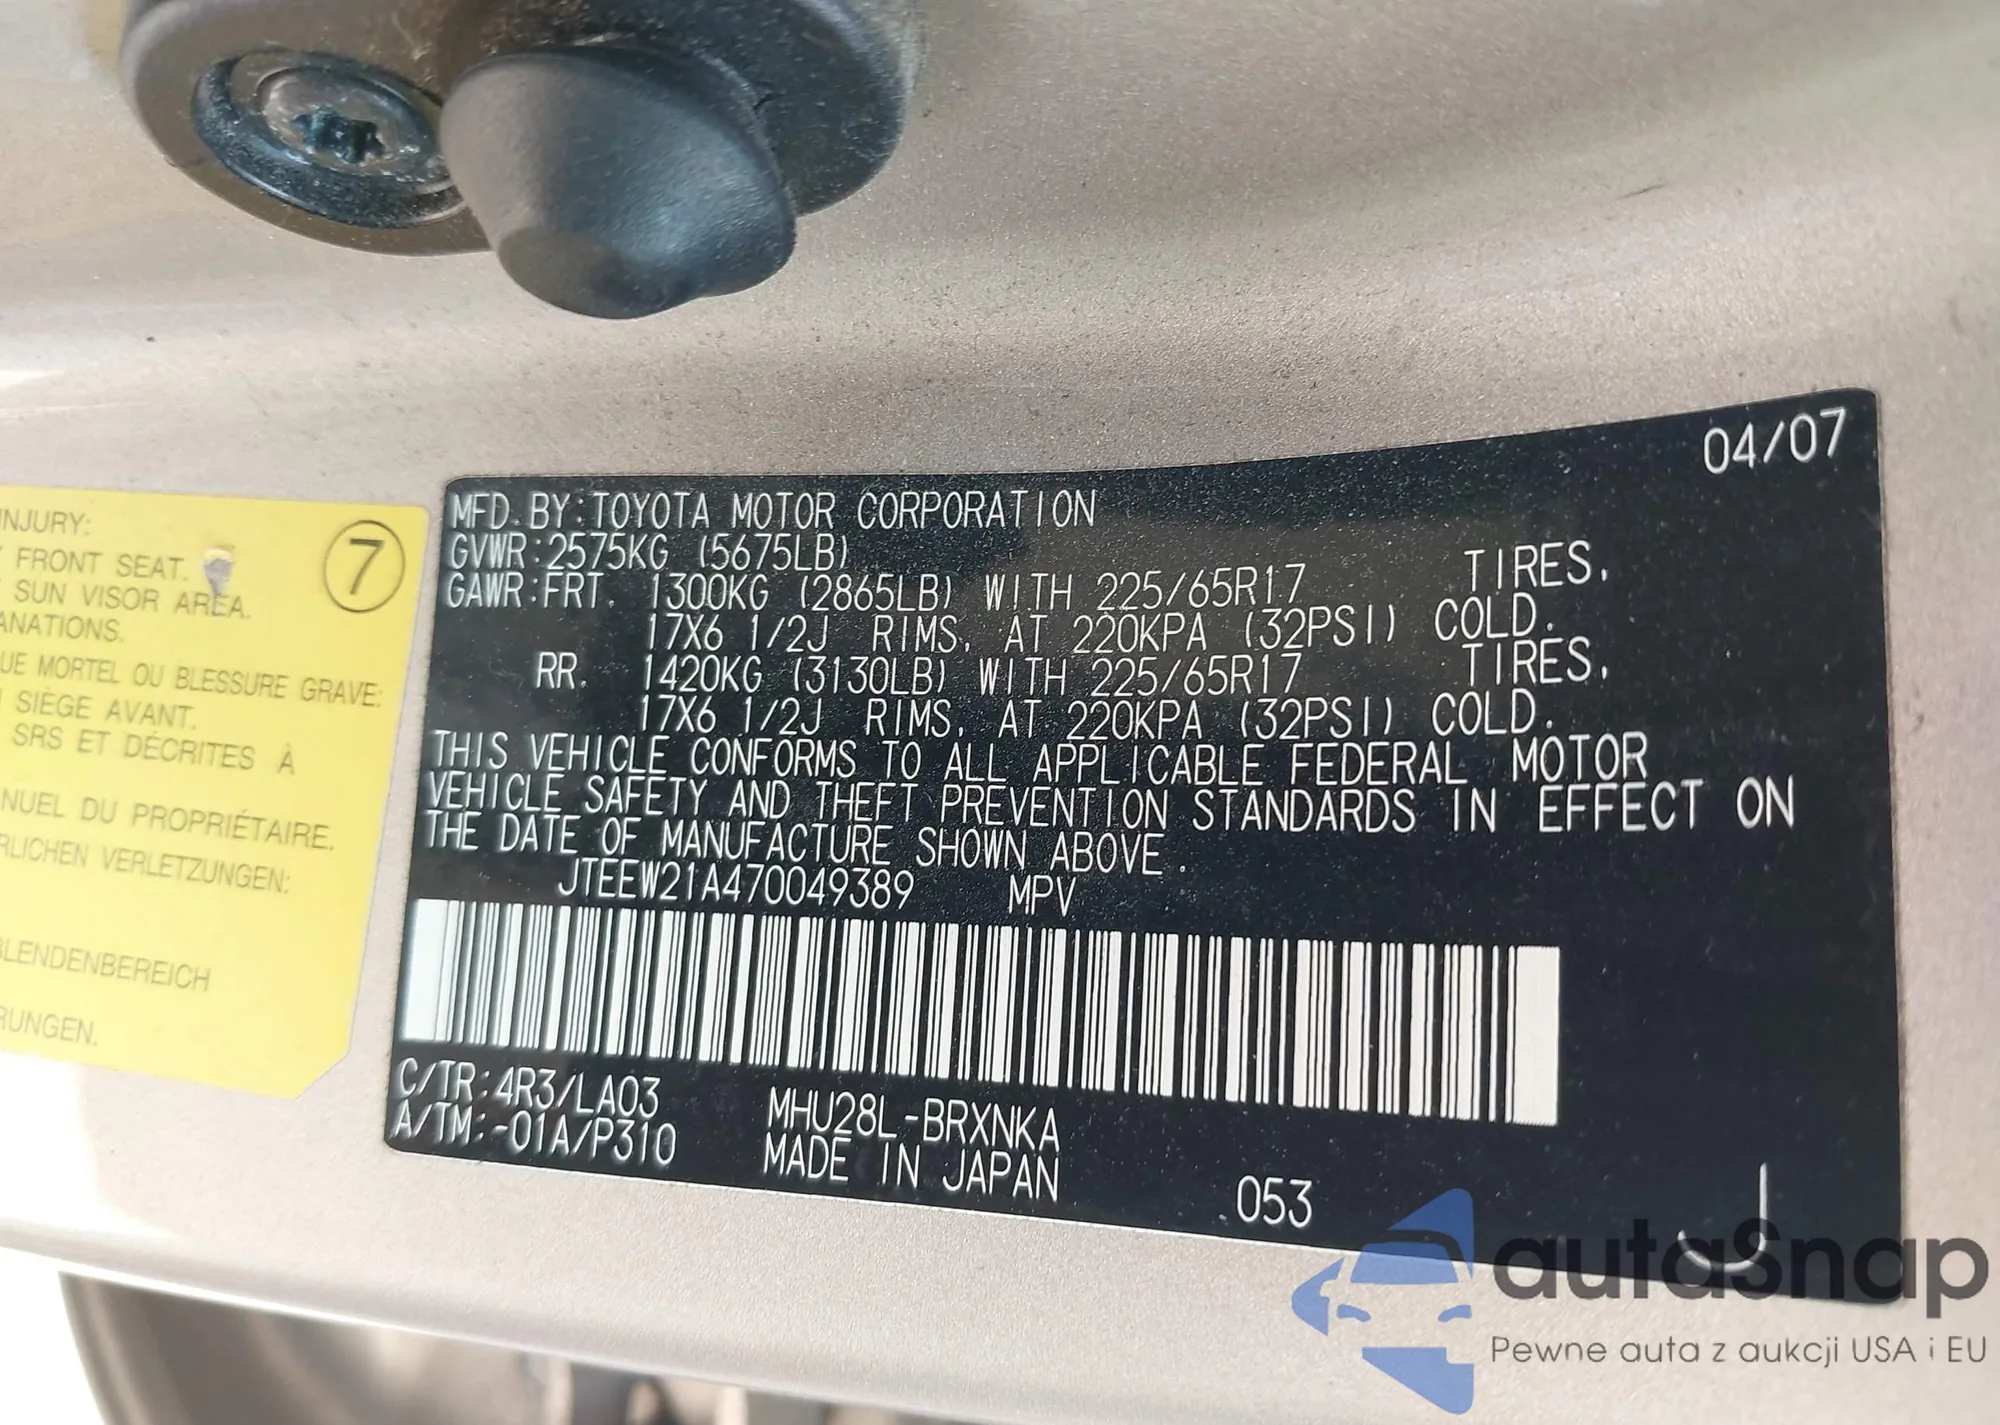 04/07
MFD. BY:TOYOTA MOTOR CORPORATION
GVWR:2575KG (5675LB)
GAWR:FRT. 1300KG (2865LB) WITH 225/65R17 TIRES,
17X6 1/2J RIMS, AT 220KPA (32PSI) COLD.
RR. 1420KG (3130LB) WITH 225/65R17 TIRES,
17X6 1/2J RIMS, AT 220KPA (32PSI) COLD.
THIS VEHICLE CONFORMS TO ALL APPLICABLE FEDERAL MOTOR
VEHICLE SAFETY AND THEFT PREVENTION STANDARDS IN EFFECT ON
THE DATE OF MANUFACTURE SHOWN ABOVE.
JTEEW21A470049389 MPV
C/TR:4R3/LA03 MHU28L-BRXNKA
A/TM:-01A/P310 MADE IN JAPAN
053
J
INJURY:
7
FRONT SEAT.
SUN VISOR AREA.
ANATIONS.
UE MORTEL OU BLESSURE GRAVE:
SIÈGE AVANT.
SRS ET DÉCRITES À
NUEL DU PROPRIÉTAIRE.
RLICHEN VERLETZUNGEN:
BLENDENBEREICH
RUNGEN.
autaSnap
Pewne auta z aukcji USA i EU